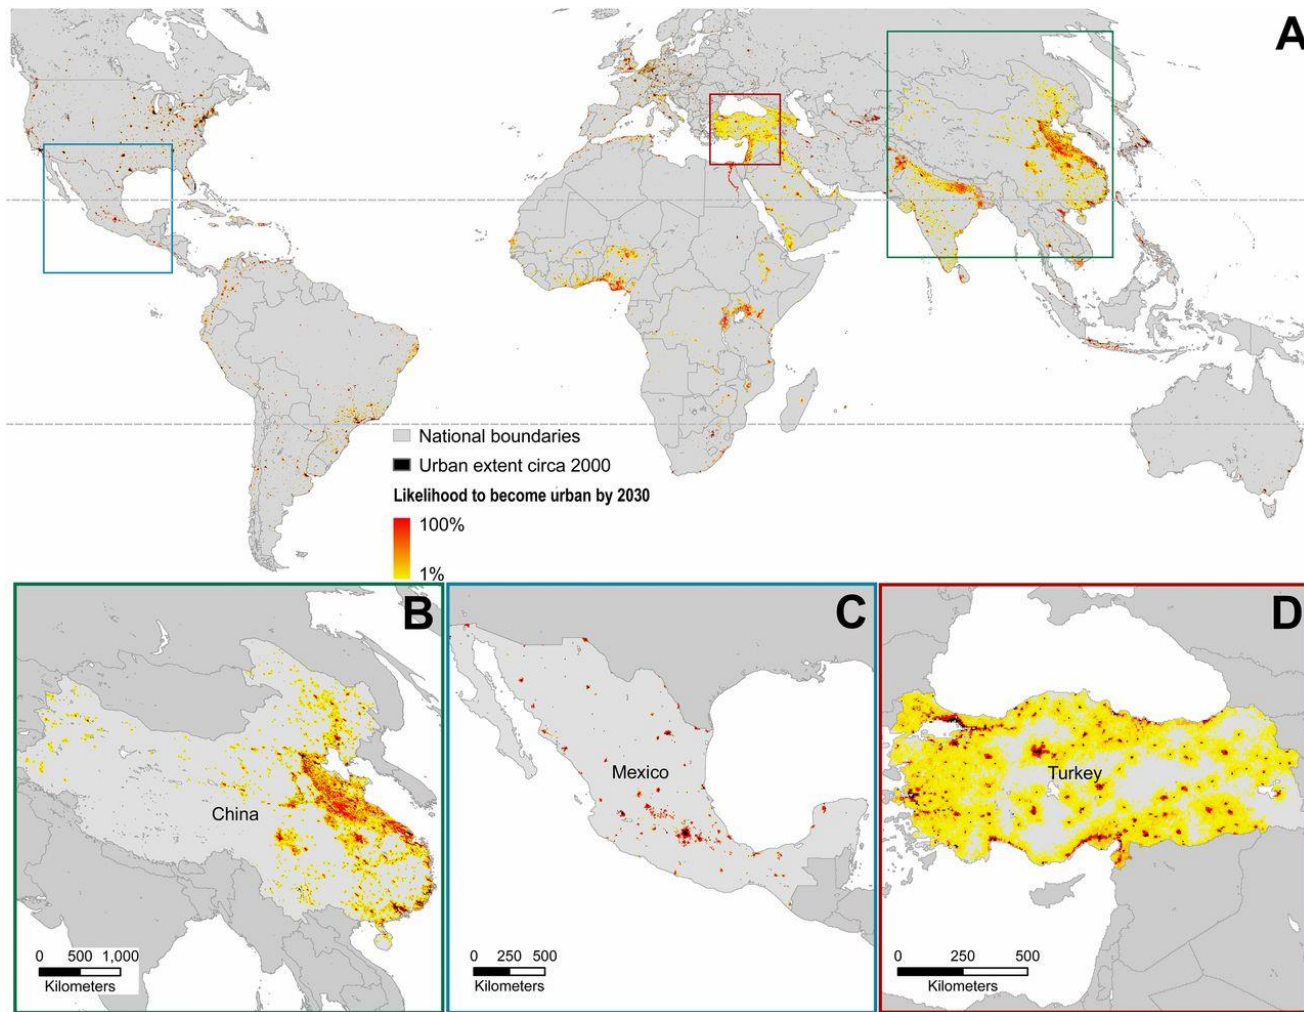 A
National boundaries
Urban extent circa 2000
Likelihood to become urban by 2030
100%
1%
B
China
0 500 1,000
Kilometers
C
Mexico
0 250 500
Kilometers
D
Turkey
0 250 500
Kilometers